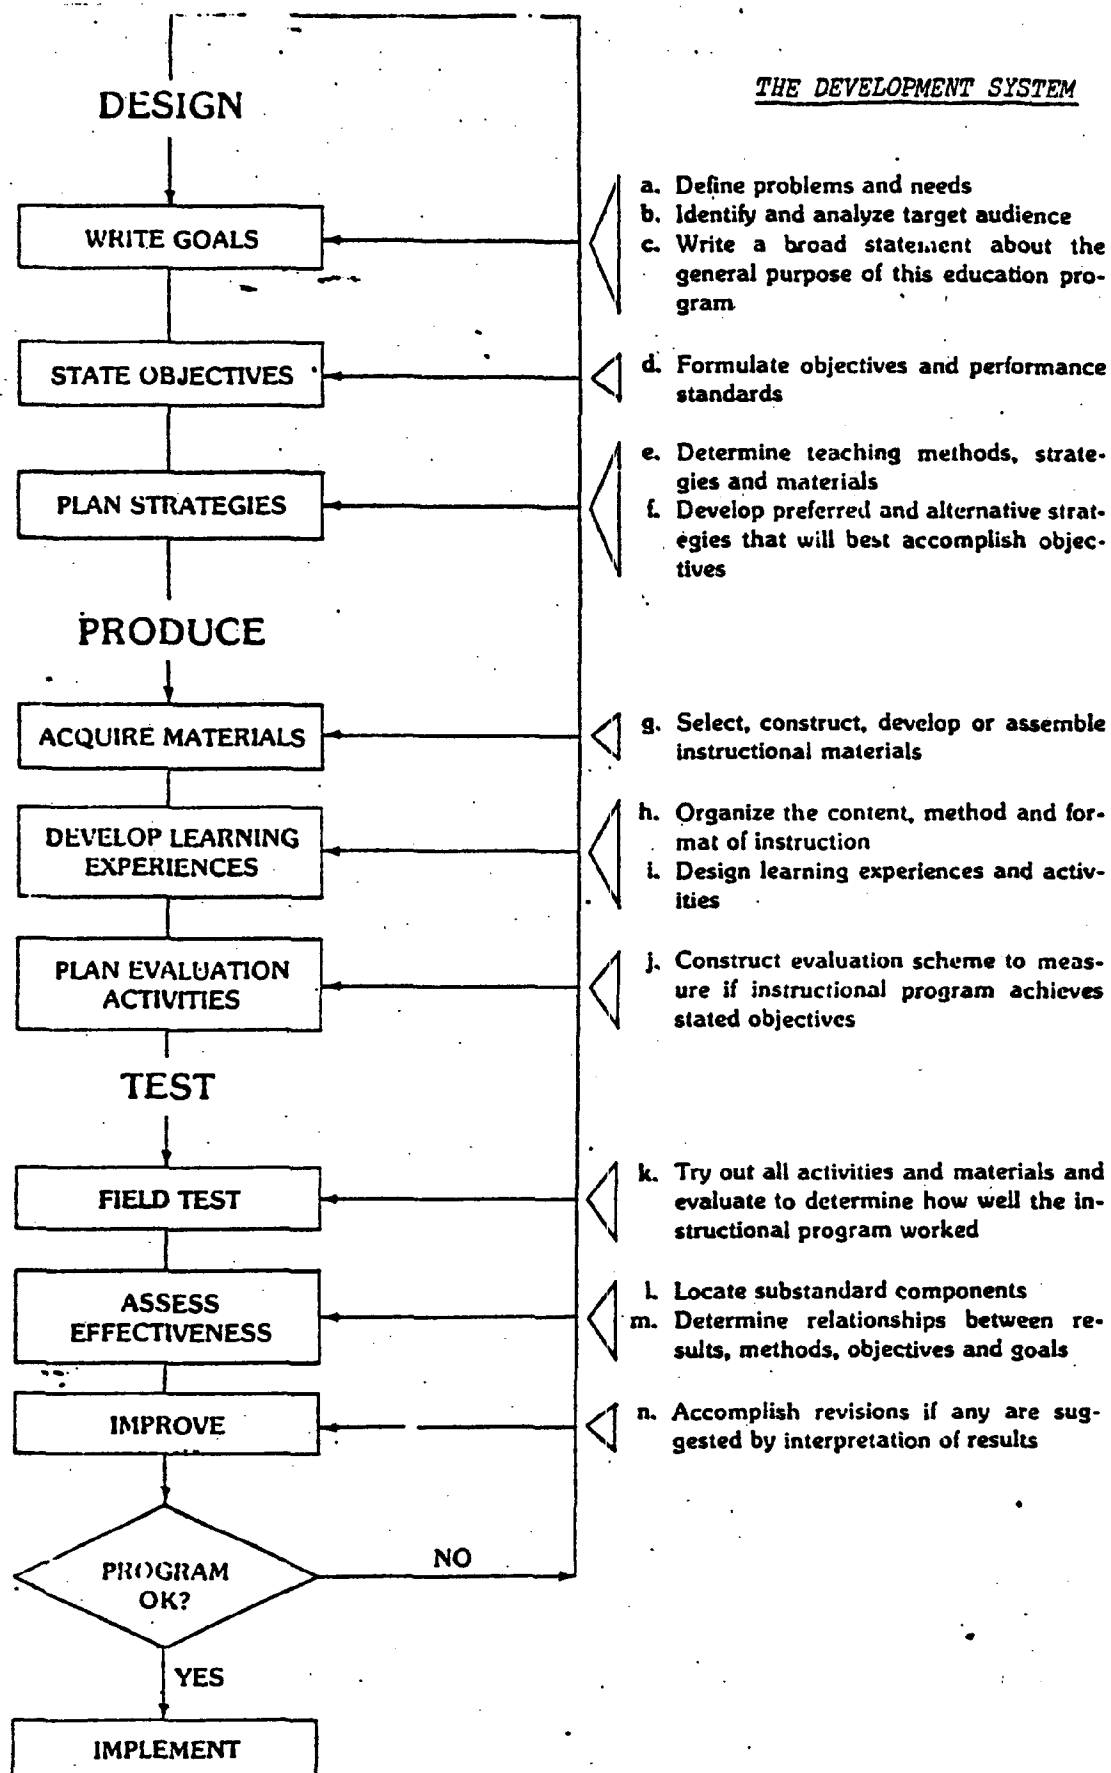 THE DEVELOPMENT SYSTEM
DESIGN
WRITE GOALS
a. Define problems and needs
b. Identify and analyze target audience
c. Write a broad statement about the
general purpose of this education pro-
gram
STATE OBJECTIVES
d. Formulate objectives and performance
standards
PLAN STRATEGIES
e. Determine teaching methods, strate-
gies and materials
f. Develop preferred and alternative strat-
egies that will best accomplish objec-
tives
PRODUCE
ACQUIRE MATERIALS
g. Select, construct, develop or assemble
instructional materials
DEVELOP LEARNING
EXPERIENCES
h. Organize the content, method and for-
mat of instruction
i. Design learning experiences and activ-
ities
PLAN EVALUATION
ACTIVITIES
j. Construct evaluation scheme to meas-
ure if instructional program achieves
stated objectives
TEST
FIELD TEST
k. Try out all activities and materials and
evaluate to determine how well the in-
structional program worked
ASSESS
EFFECTIVENESS
l. Locate substandard components
m. Determine relationships between re-
sults, methods, objectives and goals
IMPROVE
n. Accomplish revisions if any are sug-
gested by interpretation of results
PROGRAM
OK?
NO
YES
IMPLEMENT